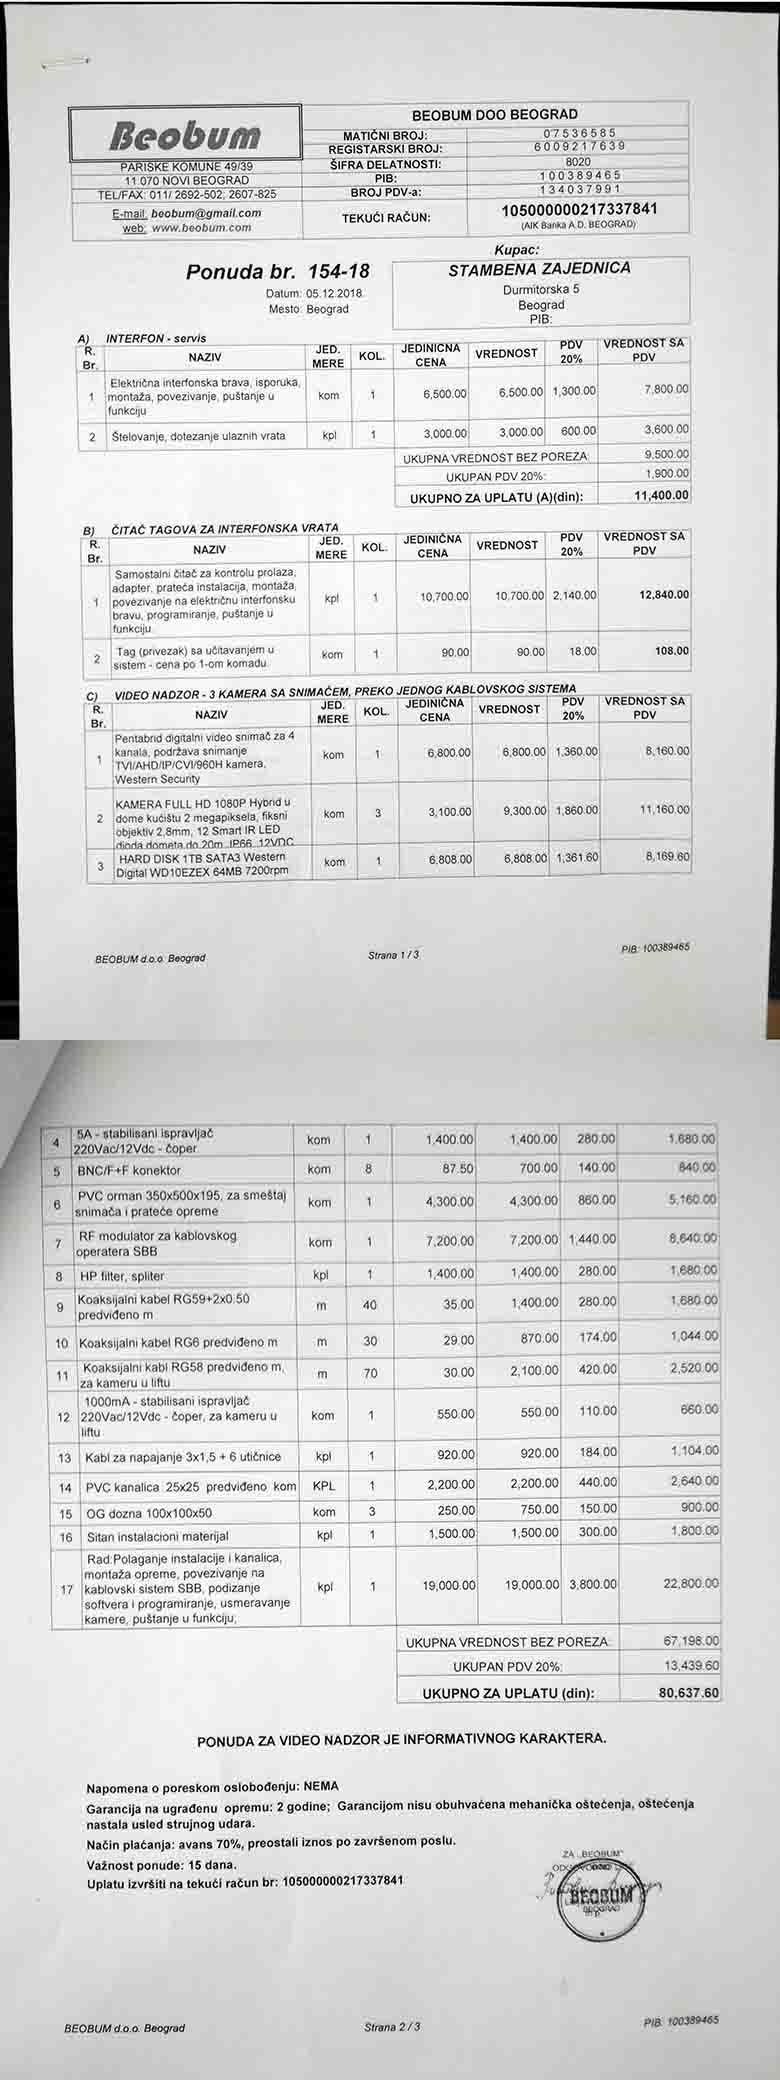 Beobum
PARISKE KOMUNE 49/39
11 070 NOVI BEOGRAD
TEL/FAX: 011/ 2692-502; 2607-825
E-mail: beobum@gmail.com
web: www.beobum.com
BEOBUM DOO BEOGRAD
MATIČNI BROJ: 07536585
REGISTARSKI BROJ: 6009217639
ŠIFRA DELATNOSTI: 8020
PIB: 100389465
BROJ PDV-a: 134037991
TEKUĆI RAČUN: 105000000217337841
(AIK Banka A.D. BEOGRAD)
Ponuda br. 154-18
Datum: 05.12.2018.
Mesto: Beograd
Kupac:
STAMBENA ZAJEDNICA
Durmitorska 5
Beograd
PIB:
A) INTERFON - servis
R. Br. NAZIV JED. MERE KOL. JEDINIČNA CENA VREDNOST PDV 20% VREDNOST SA PDV
1 Električna interfonska brava, isporuka, montaža, povezivanje, puštanje u funkciju kom 1 6,500.00 6,500.00 1,300.00 7,800.00
2 Štelovanje, dotezanje ulaznih vrata kpl 1 3,000.00 3,000.00 600.00 3,600.00
UKUPNA VREDNOST BEZ POREZA: 9,500.00
UKUPAN PDV 20%: 1,900.00
UKUPNO ZA UPLATU (A)(din): 11,400.00
B) ČITAČ TAGOVA ZA INTERFONSKA VRATA
R. Br. NAZIV JED. MERE KOL. JEDINIČNA CENA VREDNOST PDV 20% VREDNOST SA PDV
1 Samostalni čitač za kontrolu prolaza, adapter, prateća instalacija, montaža, povezivanje na električnu interfonsku bravu, programiranje, puštanje u funkciju. kpl 1 10,700.00 10,700.00 2,140.00 12,840.00
2 Tag (privezak) sa učitavanjem u sistem - cena po 1-om komadu. kom 1 90.00 90.00 18.00 108.00
C) VIDEO NADZOR - 3 KAMERA SA SNIMAČEM, PREKO JEDNOG KABLOVSKOG SISTEMA
R. Br. NAZIV JED. MERE KOL. JEDINIČNA CENA VREDNOST PDV 20% VREDNOST SA PDV
1 Pentabrid digitalni video snimač za 4 kanala, podržava snimanje TVI/AHD/IP/CVI/960H kamera, Western Security kom 1 6,800.00 6,800.00 1,360.00 8,160.00
2 KAMERA FULL HD 1080P Hybrid u dome kućištu 2 megapiksela, fiksni objektiv 2,8mm, 12 Smart IR LED dioda dometa do 20m, IP66, 12VDC kom 3 3,100.00 9,300.00 1,860.00 11,160.00
3 HARD DISK 1TB SATA3 Western Digital WD10EZEX 64MB 7200rpm kom 1 6,808.00 6,808.00 1,361.60 8,169.60
BEOBUM d.o.o. Beograd Strana 1 / 3 PIB: 100389465
4 5A - stabilisani ispravljač 220Vac/12Vdc - čoper kom 1 1,400.00 1,400.00 280.00 1,680.00
5 BNC/F+F konektor kom 8 87.50 700.00 140.00 840.00
6 PVC orman 350x500x195, za smeštaj snimača i prateće opreme kom 1 4,300.00 4,300.00 860.00 5,160.00
7 RF modulator za kablovskog operatera SBB kom 1 7,200.00 7,200.00 1,440.00 8,640.00
8 HP filter, spliter kpl 1 1,400.00 1,400.00 280.00 1,680.00
9 Koaksijalni kabel RG59+2x0.50 predviđeno m m 40 35.00 1,400.00 280.00 1,680.00
10 Koaksijalni kabel RG6 predviđeno m m 30 29.00 870.00 174.00 1,044.00
11 Koaksijalni kabl RG58 predviđeno m, za kameru u liftu m 70 30.00 2,100.00 420.00 2,520.00
12 1000mA - stabilisani ispravljač 220Vac/12Vdc - čoper, za kameru u liftu kom 1 550.00 550.00 110.00 660.00
13 Kabl za napajanje 3x1,5 + 6 utičnice kpl 1 920.00 920.00 184.00 1,104.00
14 PVC kanalica 25x25 predviđeno kom KPL 1 2,200.00 2,200.00 440.00 2,640.00
15 OG dozna 100x100x50 kom 3 250.00 750.00 150.00 900.00
16 Sitan instalacioni materijal kpl 1 1,500.00 1,500.00 300.00 1,800.00
17 Rad:Polaganje instalacije i kanalica, montaža opreme, povezivanje na kablovski sistem SBB, podizanje softvera i programiranje, usmeravanje kamere, puštanje u funkciju; kpl 1 19,000.00 19,000.00 3,800.00 22,800.00
UKUPNA VREDNOST BEZ POREZA: 67,198.00
UKUPAN PDV 20%: 13,439.60
UKUPNO ZA UPLATU (din): 80,637.60
PONUDA ZA VIDEO NADZOR JE INFORMATIVNOG KARAKTERA.
Napomena o poreskom oslobođenju: NEMA
Garancija na ugrađenu opremu: 2 godine; Garancijom nisu obuhvaćena mehanička oštećenja, oštećenja
nastala usled strujnog udara.
Način plaćanja: avans 70%, preostali iznos po završenom poslu.
Važnost ponude: 15 dana.
Uplatu izvršiti na tekući račun br: 105000000217337841
ZA "BEOBUM"
BEOBUM
BEOGRAD
BEOBUM d.o.o. Beograd Strana 2 / 3 PIB: 100389465